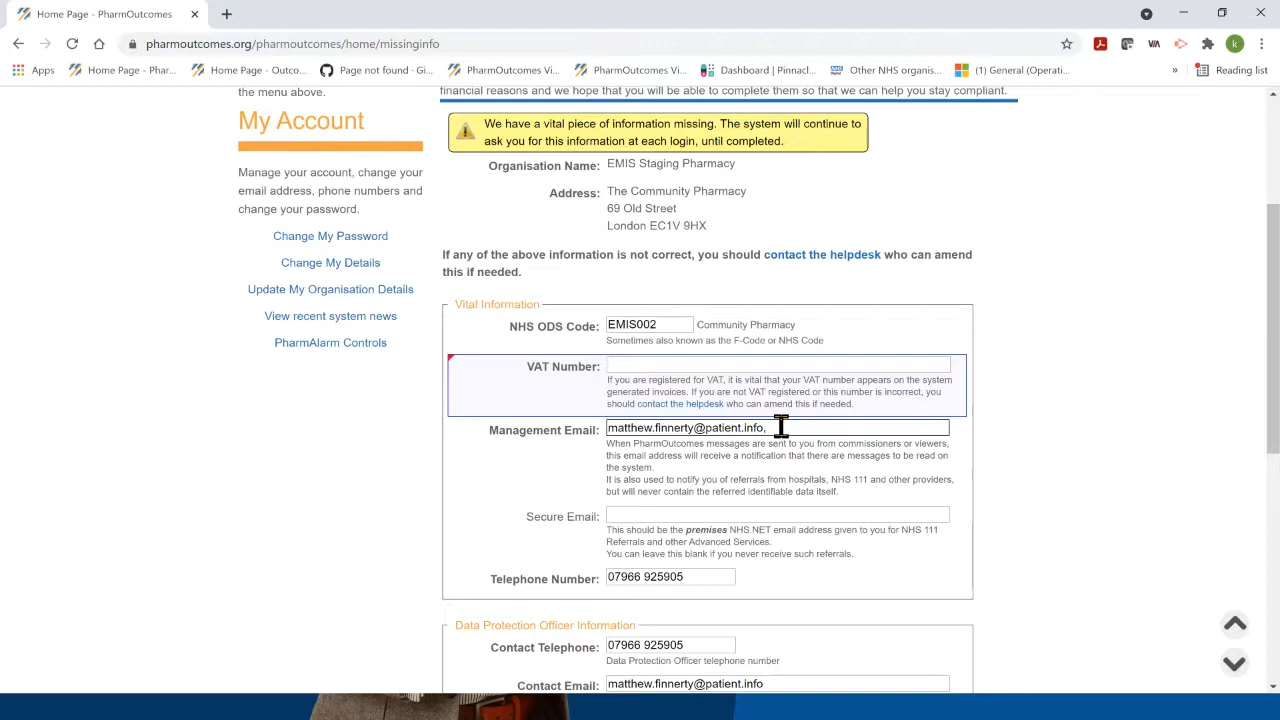 Home Page - PharmOutcomes
pharmoutcomes.org/pharmoutcomes/home/missinginfo
k
Apps
Home Page - Phar...
Home Page - Outco...
Page not found · Gi...
PharmOutcomes Vi...
PharmOutcomes Vi...
Dashboard | Pinnacl...
Other NHS organis...
(1) General (Operati...
»
Reading list
the menu above.
My Account
Manage your account, change your
email address, phone numbers and
change your password.
Change My Password
Change My Details
Update My Organisation Details
View recent system news
PharmAlarm Controls
financial reasons and we hope that you will be able to complete them so that we can help you stay compliant.
We have a vital piece of information missing. The system will continue to
ask you for this information at each login, until completed.
Organisation Name: EMIS Staging Pharmacy
Address: The Community Pharmacy
69 Old Street
London EC1V 9HX
If any of the above information is not correct, you should contact the helpdesk who can amend
this if needed.
Vital Information
NHS ODS Code: EMIS002 Community Pharmacy
Sometimes also known as the F-Code or NHS Code
VAT Number:
If you are registered for VAT, it is vital that your VAT number appears on the system
generated invoices. If you are not VAT registered or this number is incorrect, you
should contact the helpdesk who can amend this if needed.
Management Email: matthew.finnerty@patient.info,
When PharmOutcomes messages are sent to you from commissioners or viewers,
this email address will receive a notification that there are messages to be read on
the system.
It is also used to notify you of referrals from hospitals, NHS 111 and other providers,
but will never contain the referred identifiable data itself.
Secure Email:
This should be the premises NHS.NET email address given to you for NHS 111
Referrals and other Advanced Services.
You can leave this blank if you never receive such referrals.
Telephone Number: 07966 925905
Data Protection Officer Information
Contact Telephone: 07966 925905
Data Protection Officer telephone number
Contact Email: matthew.finnerty@patient.info